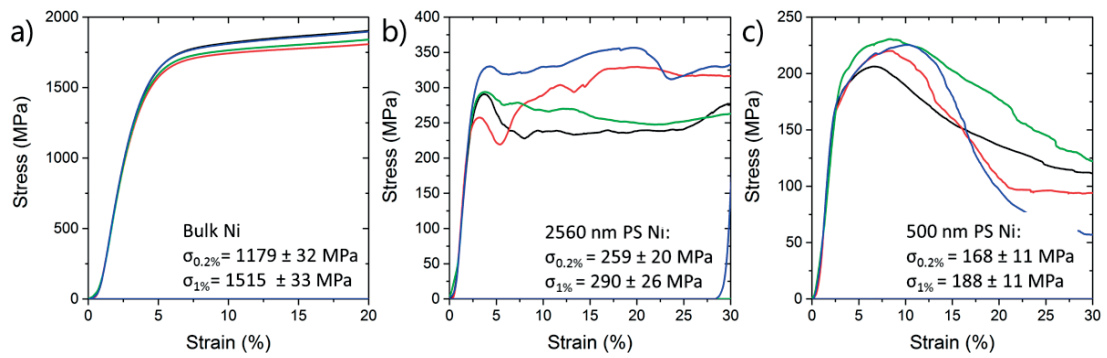 a)
Stress (MPa)
2000
1500
1000
500
0
Bulk Ni
σ0.2%= 1179 ± 32 MPa
σ1%= 1515 ± 33 MPa
0 5 10 15 20
Strain (%)
b)
Stress (MPa)
400
350
300
250
200
150
100
50
0
2560 nm PS Ni:
σ0.2%= 259 ± 20 MPa
σ1%= 290 ± 26 MPa
0 5 10 15 20 25 30
Strain (%)
c)
Stress (MPa)
250
200
150
100
50
0
500 nm PS Ni:
σ0.2%= 168 ± 11 MPa
σ1%= 188 ± 11 MPa
0 5 10 15 20 25 30
Strain (%)